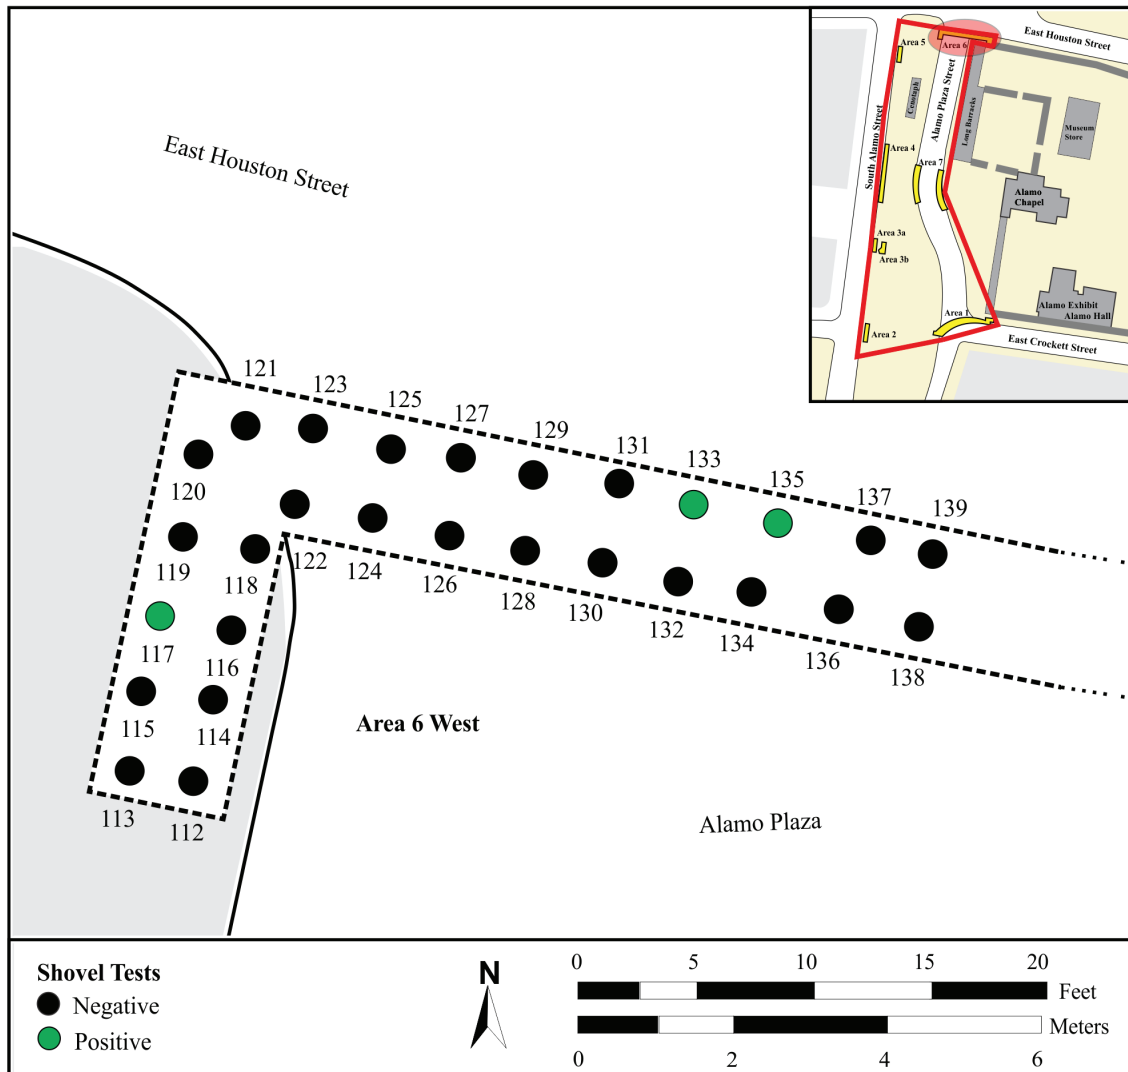 East Houston Street
Area 5
Area 6
East Houston Street
Cenotaph
Alamo Plaza Street
Long Barracks
Museum
Store
South Alamo Street
Area 4
Area 7
Alamo
Chapel
Area 3a
Area 3b
Alamo Exhibit
Alamo Hall
Area 1
Area 2
East Crockett Street
121
123
125
127
129
131
133
135
137
139
120
119
118
122
124
126
128
130
132
134
136
138
117
116
115
114
113
112
Area 6 West
Alamo Plaza
Shovel Tests
Negative
Positive
N
0 5 10 15 20
Feet
Meters
0 2 4 6